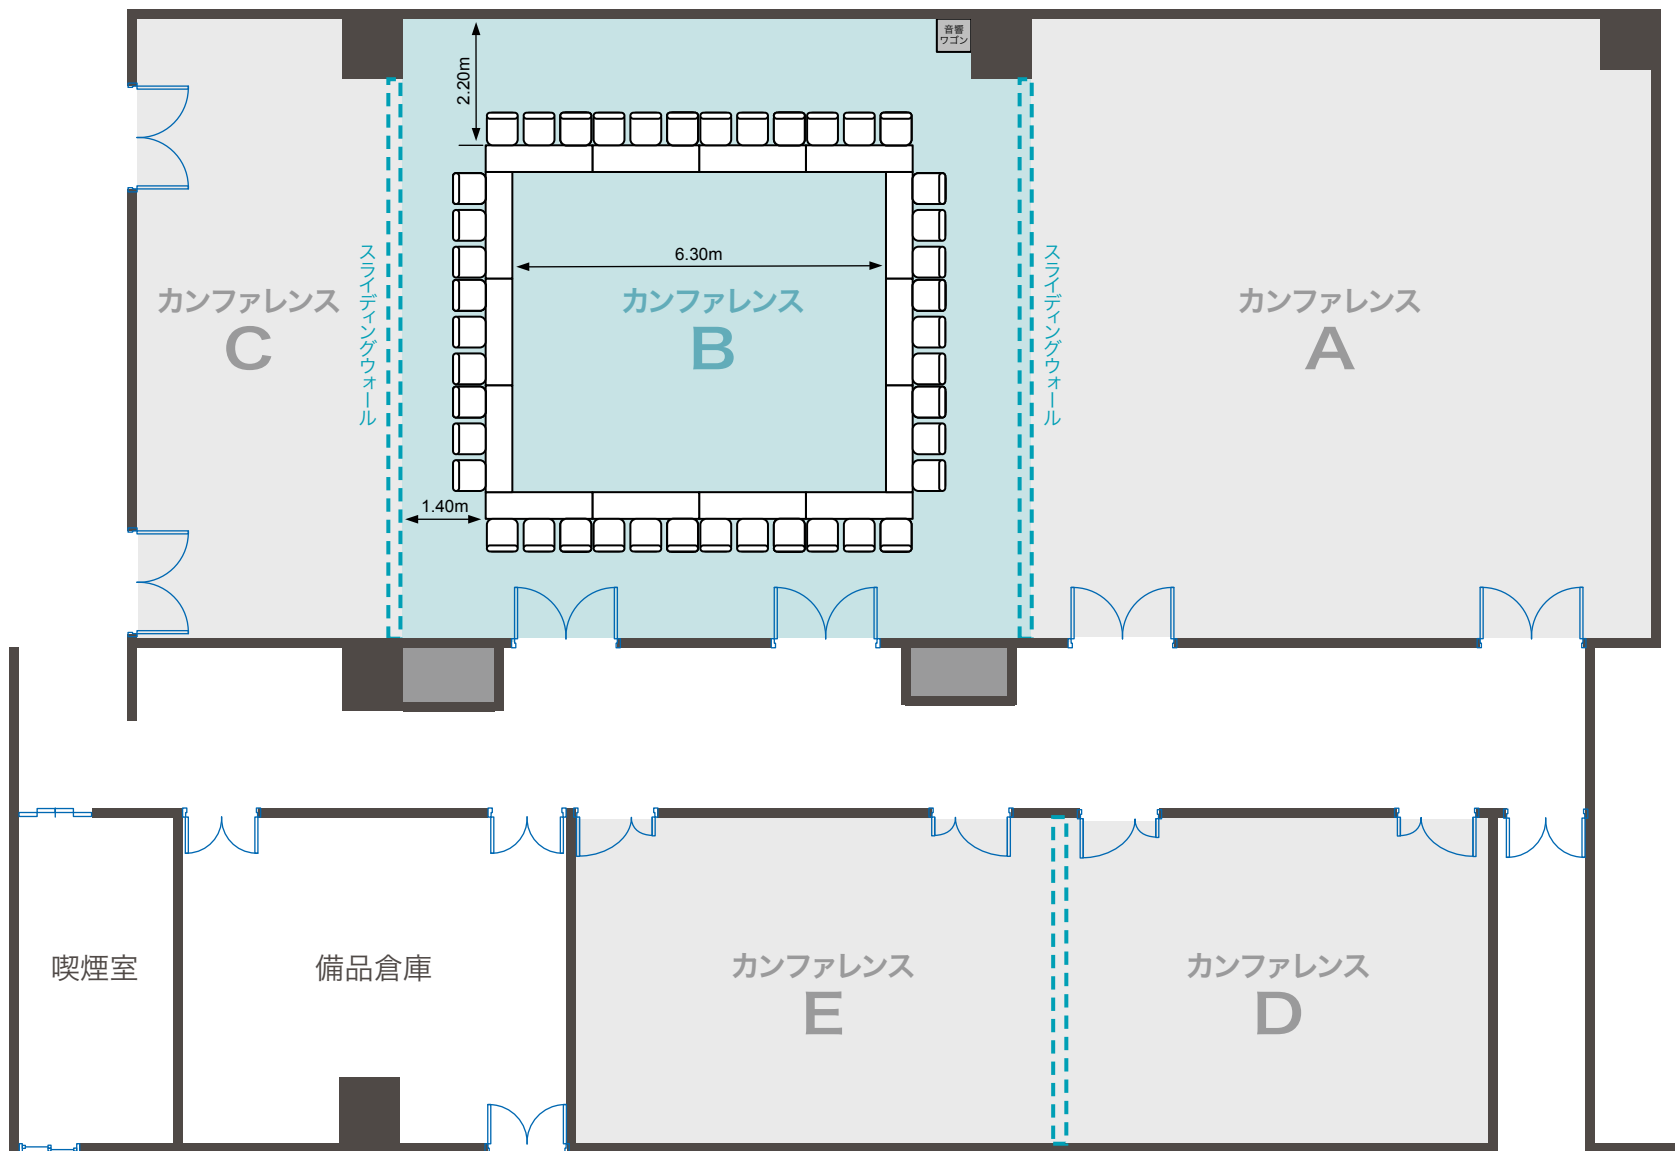 音響
ワゴン
2.20m
6.30m
スライディングウォール
スライディングウォール
カンファレンス
C
カンファレンス
B
カンファレンス
A
1.40m
喫煙室
備品倉庫
カンファレンス
E
カンファレンス
D